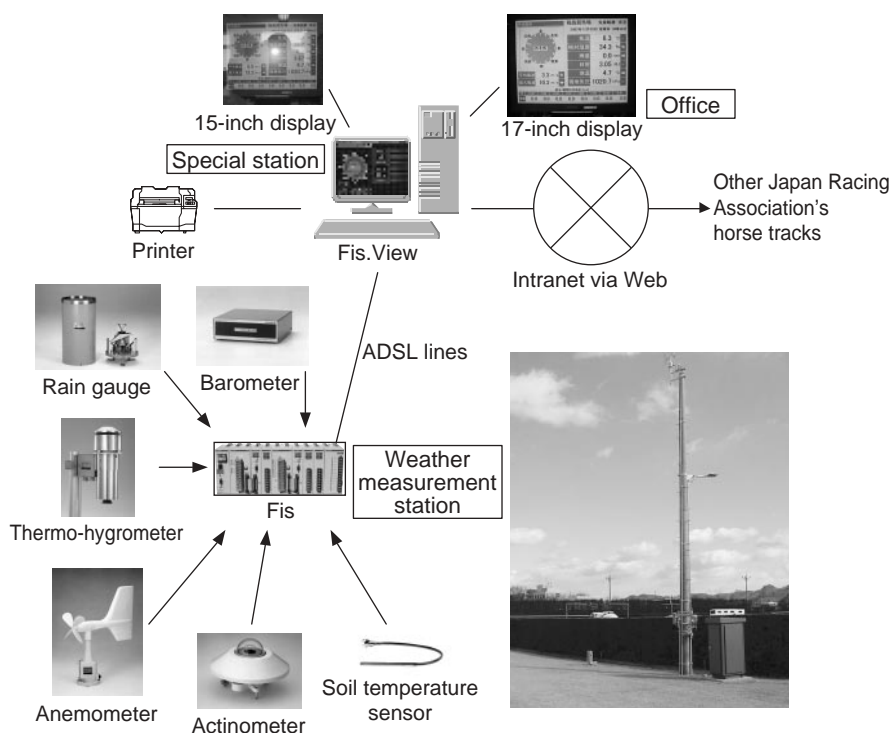 15-inch display
17-inch display
Office
Special station
Printer
Fis.View
Intranet via Web
Other Japan Racing
Association's
horse tracks
ADSL lines
Rain gauge
Barometer
Thermo-hygrometer
Fis
Weather
measurement
station
Anemometer
Actinometer
Soil temperature
sensor